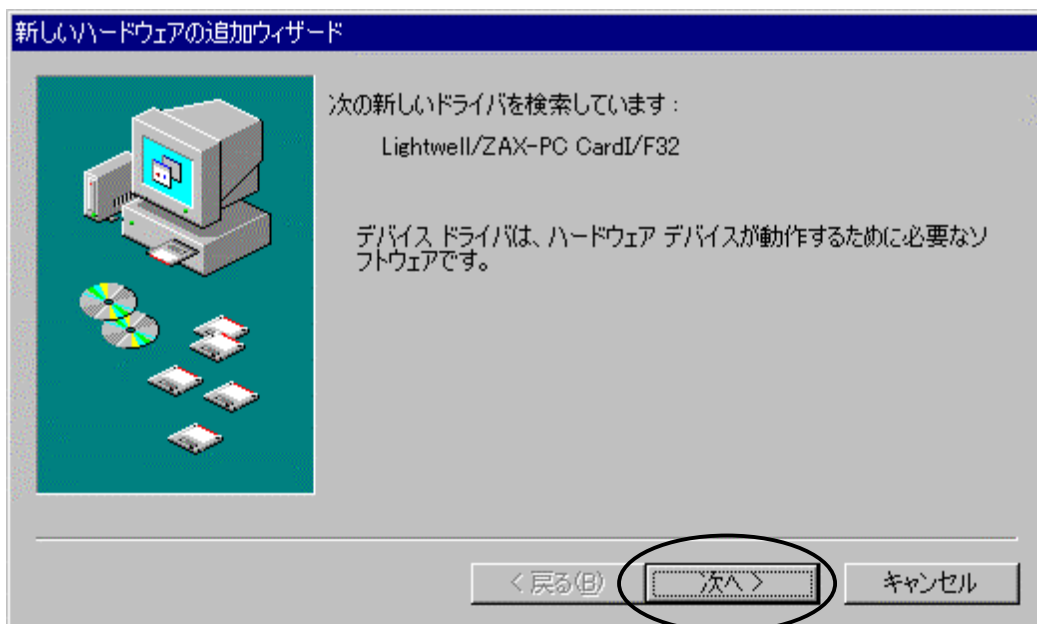 新しいハードウェアの追加ウィザード
次の新しいドライバを検索しています：
Lightwell/ZAX-PC CardI/F32
デバイス ドライバは、ハードウェア デバイスが動作するために必要なソ
フトウェアです。
< 戻る(B)
次へ >
キャンセル